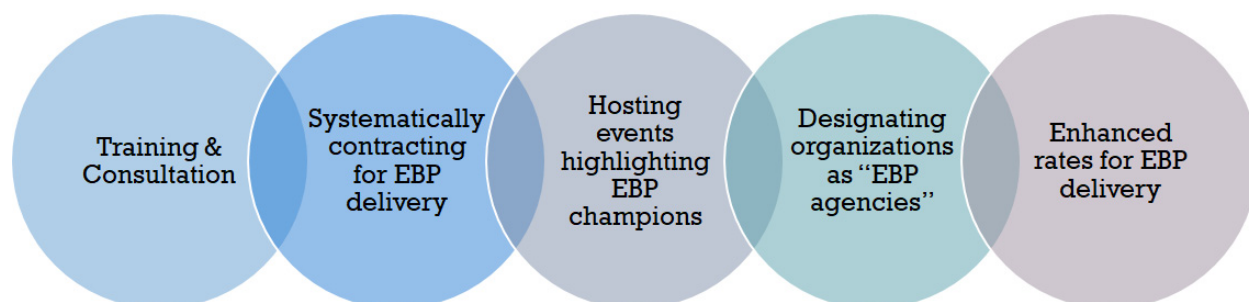 Training &
Consultation
Systematically
contracting
for EBP
delivery
Hosting
events
highlighting
EBP
champions
Designating
organizations
as “EBP
agencies”
Enhanced
rates for EBP
delivery